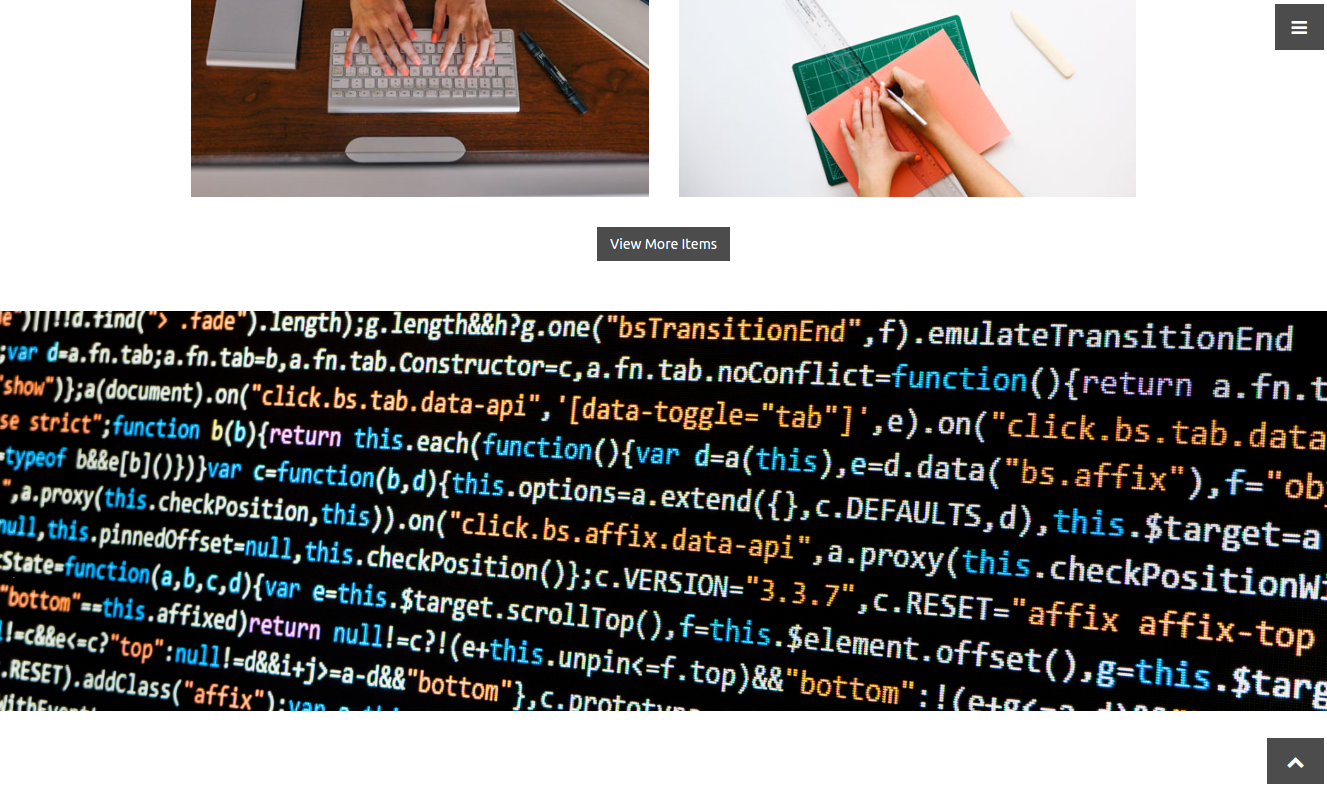 View More Items
")||!!d.find("> .fade").length);g.length&&h?g.one("bsTransitionEnd",f).emulateTransitionEnd
;var d=a.fn.tab;a.fn.tab=b,a.fn.tab.Constructor=c,a.fn.tab.noConflict=function(){return a.fn.t
"show")};a(document).on("click.bs.tab.data-api",'[data-toggle="tab"]',e).on("click.bs.tab.data
se strict";function b(b){return this.each(function(){var d=a(this),e=d.data("bs.affix"),f="ob
=typeof b&&e[b]()})}var c=function(b,d){this.options=a.extend({},c.DEFAULTS,d),this.$target=a
",a.proxy(this.checkPosition,this)).on("click.bs.affix.data-api",a.proxy(this.checkPositionWi
null,this.pinnedOffset=null,this.checkPosition()};c.VERSION="3.3.7",c.RESET="affix affix-top
State=function(a,b,c,d){var e=this.$target.scrollTop(),f=this.$element.offset(),g=this.$targ
"bottom"==this.affixed)return null!=c?!(e+this.unpin<=f.top)&&"bottom":!(e+g<=a-d)&&
!=c&&e<=c?"top":null!=d&&i+j>=a-d&&"bottom"},c.prototype
.RESET).addClass("affix");var